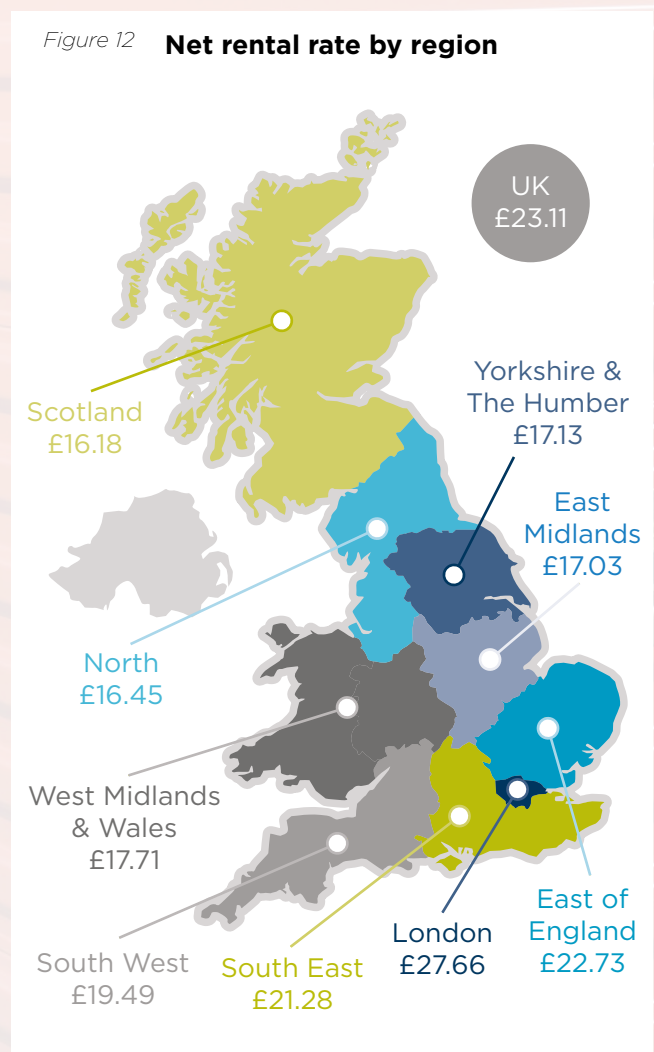 Figure 12 Net rental rate by region
UK
£23.11
Scotland
£16.18
Yorkshire &
The Humber
£17.13
East
Midlands
£17.03
North
£16.45
West Midlands
& Wales
£17.71
South West
£19.49
South East
£21.28
London
£27.66
East of
England
£22.73